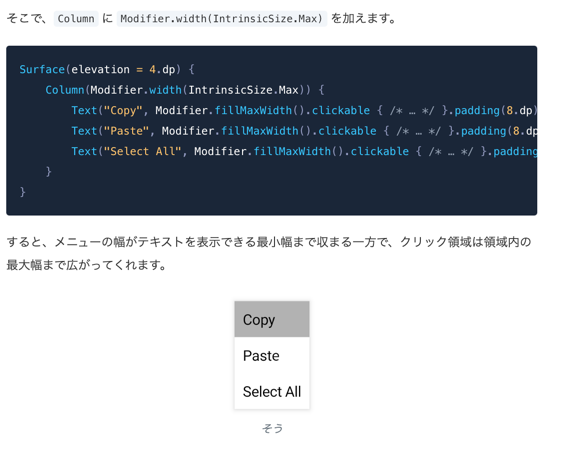 そこで、 Column に Modifier.width(IntrinsicSize.Max) を加えます。
Surface(elevation = 4.dp) {
    Column(Modifier.width(IntrinsicSize.Max)) {
        Text("Copy", Modifier.fillMaxWidth().clickable { /* … */ }.padding(8.dp)
        Text("Paste", Modifier.fillMaxWidth().clickable { /* … */ }.padding(8.dp
        Text("Select All", Modifier.fillMaxWidth().clickable { /* … */ }.padding
    }
}
すると、メニューの幅がテキストを表示できる最小幅まで収まる一方で、クリック領域は領域内の
最大幅まで広がってくれます。
Copy
Paste
Select All
そう